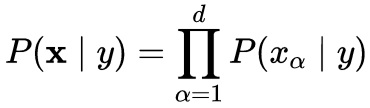 P(𝐱 | y) = ∏_{α=1}^{d} P(x_α | y)